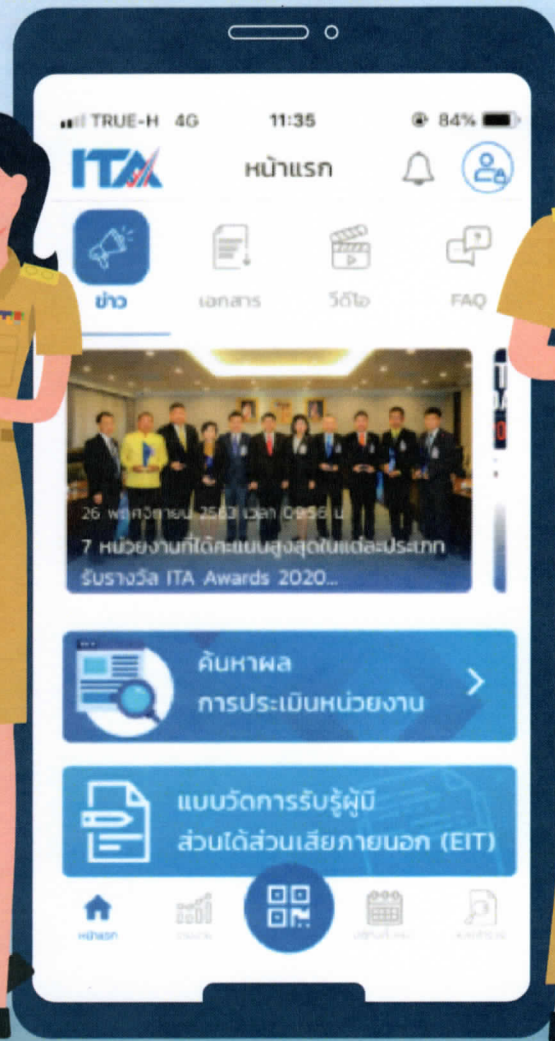 TRUE-H 4G 11:35 84%
ITA หน้าแรก
ข่าว เอกสาร วีดีโอ FAQ
26 พฤศจิกายน 2563 เวลา 09:56 น
7 หน่วยงานที่ได้คะแนนสูงสุดในแต่ละประเภท
รับรางวัล ITA Awards 2020...
ค้นหาผล
การประเมินหน่วยงาน
แบบวัดการรับรู้ผู้มี
ส่วนได้ส่วนเสียภายนอก (EIT)
หน้าแรก